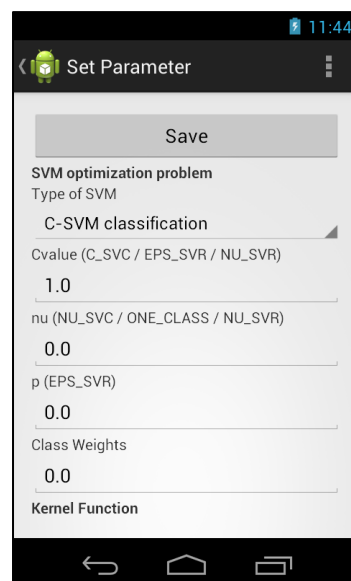 11:44
Set Parameter
Save
SVM optimization problem
Type of SVM
C-SVM classification
Cvalue (C_SVC / EPS_SVR / NU_SVR)
1.0
nu (NU_SVC / ONE_CLASS / NU_SVR)
0.0
p (EPS_SVR)
0.0
Class Weights
0.0
Kernel Function